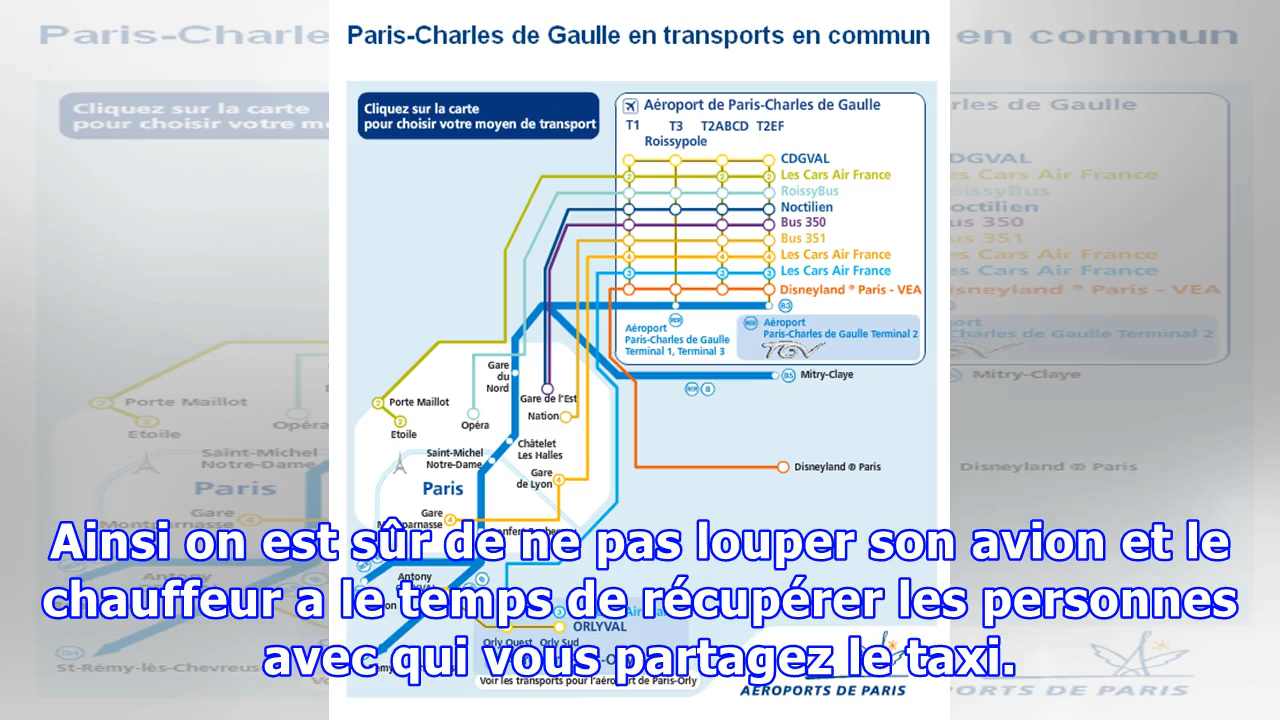 Paris-Charles de Gaulle en transports en commun
Cliquez sur la carte
pour choisir votre moyen de transport
Aéroport de Paris-Charles de Gaulle
T1 T3 T2ABCD T2EF
Roissypole
CDGVAL
Les Cars Air France
RoissyBus
Noctilien
Bus 350
Bus 351
Les Cars Air France
Les Cars Air France
Disneyland ® Paris - VEA
B3
RER
Aéroport
Paris-Charles de Gaulle
Terminal 1, Terminal 3
RER
Aéroport
Paris-Charles de Gaulle Terminal 2
TGV
B5
Mitry-Claye
RER B
Gare
du
Nord
Gare de l'Est
Nation
Porte Maillot
Etoile
Opéra
Châtelet
Les Halles
Saint-Michel
Notre-Dame
Gare
de Lyon
Paris
Gare
Disneyland ® Paris
Antony
ORLYVAL
Orly Ouest Orly Sud
Voir les transports pour l'aéroport de Paris-Orly
AÉROPORTS DE PARIS
Ainsi on est sûr de ne pas louper son avion et le
chauffeur a le temps de récupérer les personnes
avec qui vous partagez le taxi.